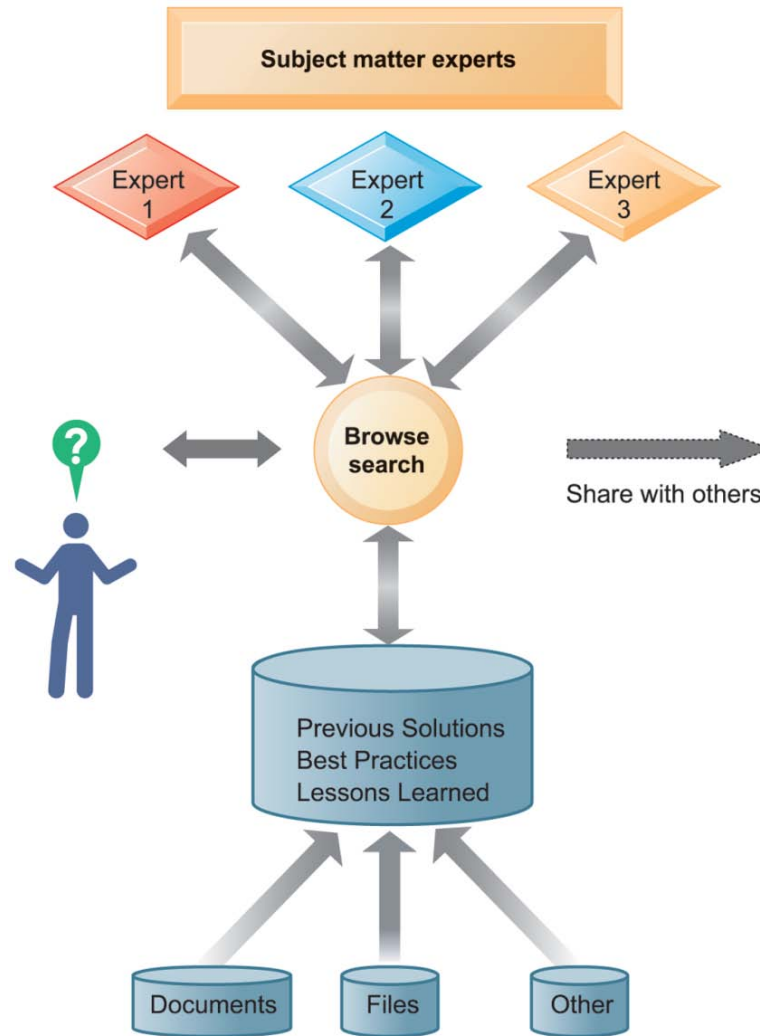 Subject matter experts
Expert
1
Expert
2
Expert
3
?
Browse
search
Share with others
Previous Solutions
Best Practices
Lessons Learned
Documents
Files
Other